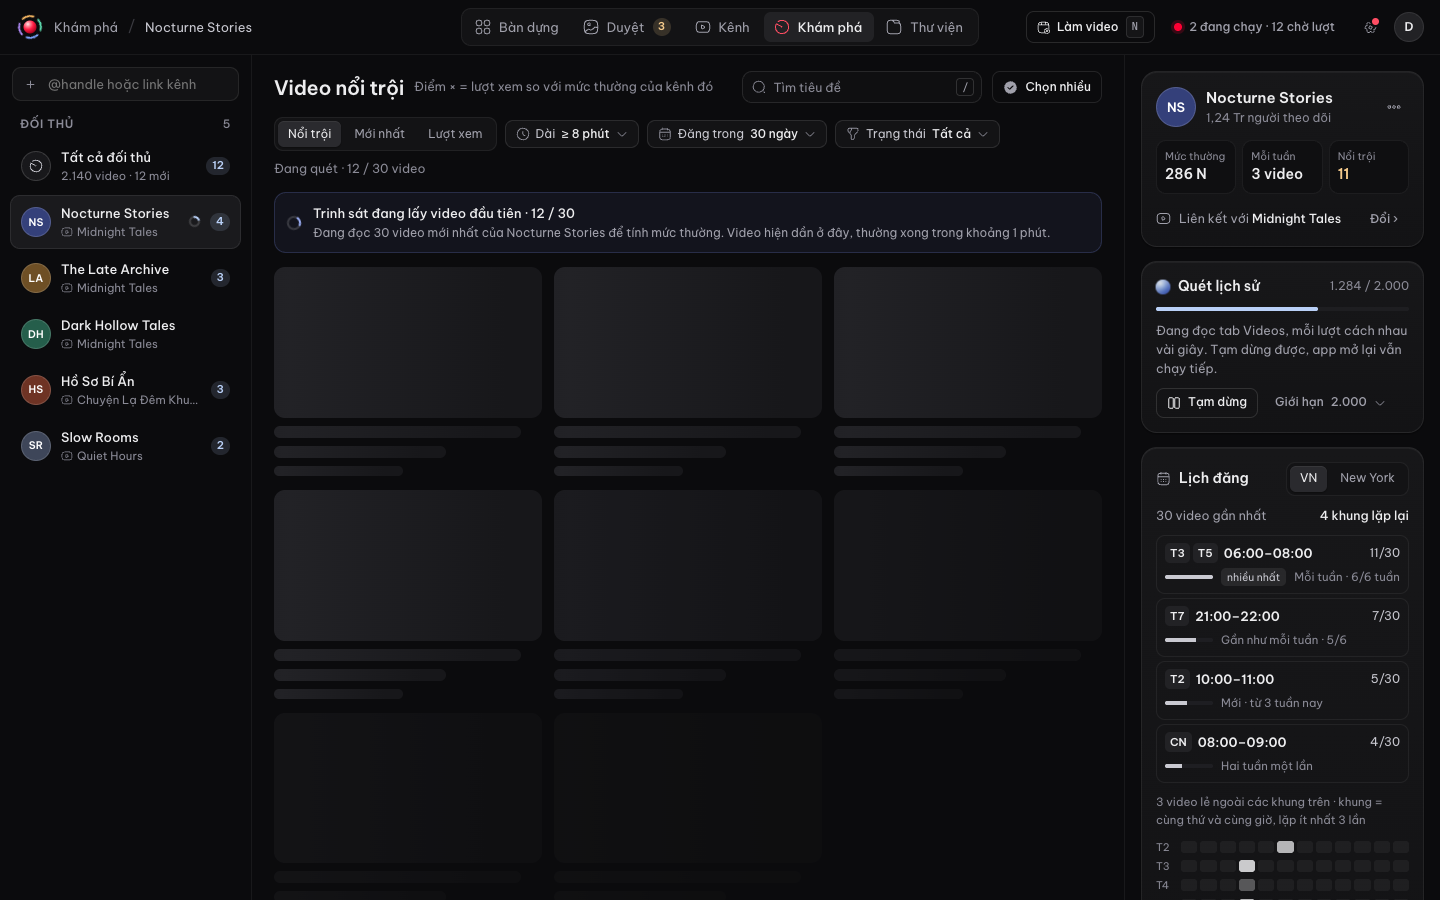 Khám phá / Nocturne Stories
Bàn dựng
Duyệt 3
Kênh
Khám phá
Thư viện
Làm video N
2 đang chạy · 12 chờ lượt
D
+ @handle hoặc link kênh
ĐỐI THỦ 5
Tất cả đối thủ
2.140 video · 12 mới
12
NS
Nocturne Stories
Midnight Tales
4
LA
The Late Archive
Midnight Tales
3
DH
Dark Hollow Tales
Midnight Tales
HS
Hồ Sơ Bí Ẩn
Chuyện Lạ Đêm Khu...
3
SR
Slow Rooms
Quiet Hours
2
Video nổi trội
Điểm × = lượt xem so với mức thường của kênh đó
Tìm tiêu đề /
Chọn nhiều
Nổi trội
Mới nhất
Lượt xem
Dài ≥ 8 phút
Đăng trong 30 ngày
Trạng thái Tất cả
Đang quét · 12 / 30 video
Trinh sát đang lấy video đầu tiên · 12 / 30
Đang đọc 30 video mới nhất của Nocturne Stories để tính mức thường. Video hiện dần ở đây, thường xong trong khoảng 1 phút.
NS
Nocturne Stories
1,24 Tr người theo dõi
Mức thường
286 N
Mỗi tuần
3 video
Nổi trội
11
Liên kết với Midnight Tales
Đổi ›
Quét lịch sử
1.284 / 2.000
Đang đọc tab Videos, mỗi lượt cách nhau
vài giây. Tạm dừng được, app mở lại vẫn
chạy tiếp.
Tạm dừng
Giới hạn 2.000
Lịch đăng
VN
New York
30 video gần nhất
4 khung lặp lại
T3 T5 06:00–08:00 11/30
nhiều nhất Mỗi tuần · 6/6 tuần
T7 21:00–22:00 7/30
Gần như mỗi tuần · 5/6
T2 10:00–11:00 5/30
Mới · từ 3 tuần nay
CN 08:00–09:00 4/30
Hai tuần một lần
3 video lẻ ngoài các khung trên · khung =
cùng thứ và cùng giờ, lặp ít nhất 3 lần
T2
T3
T4